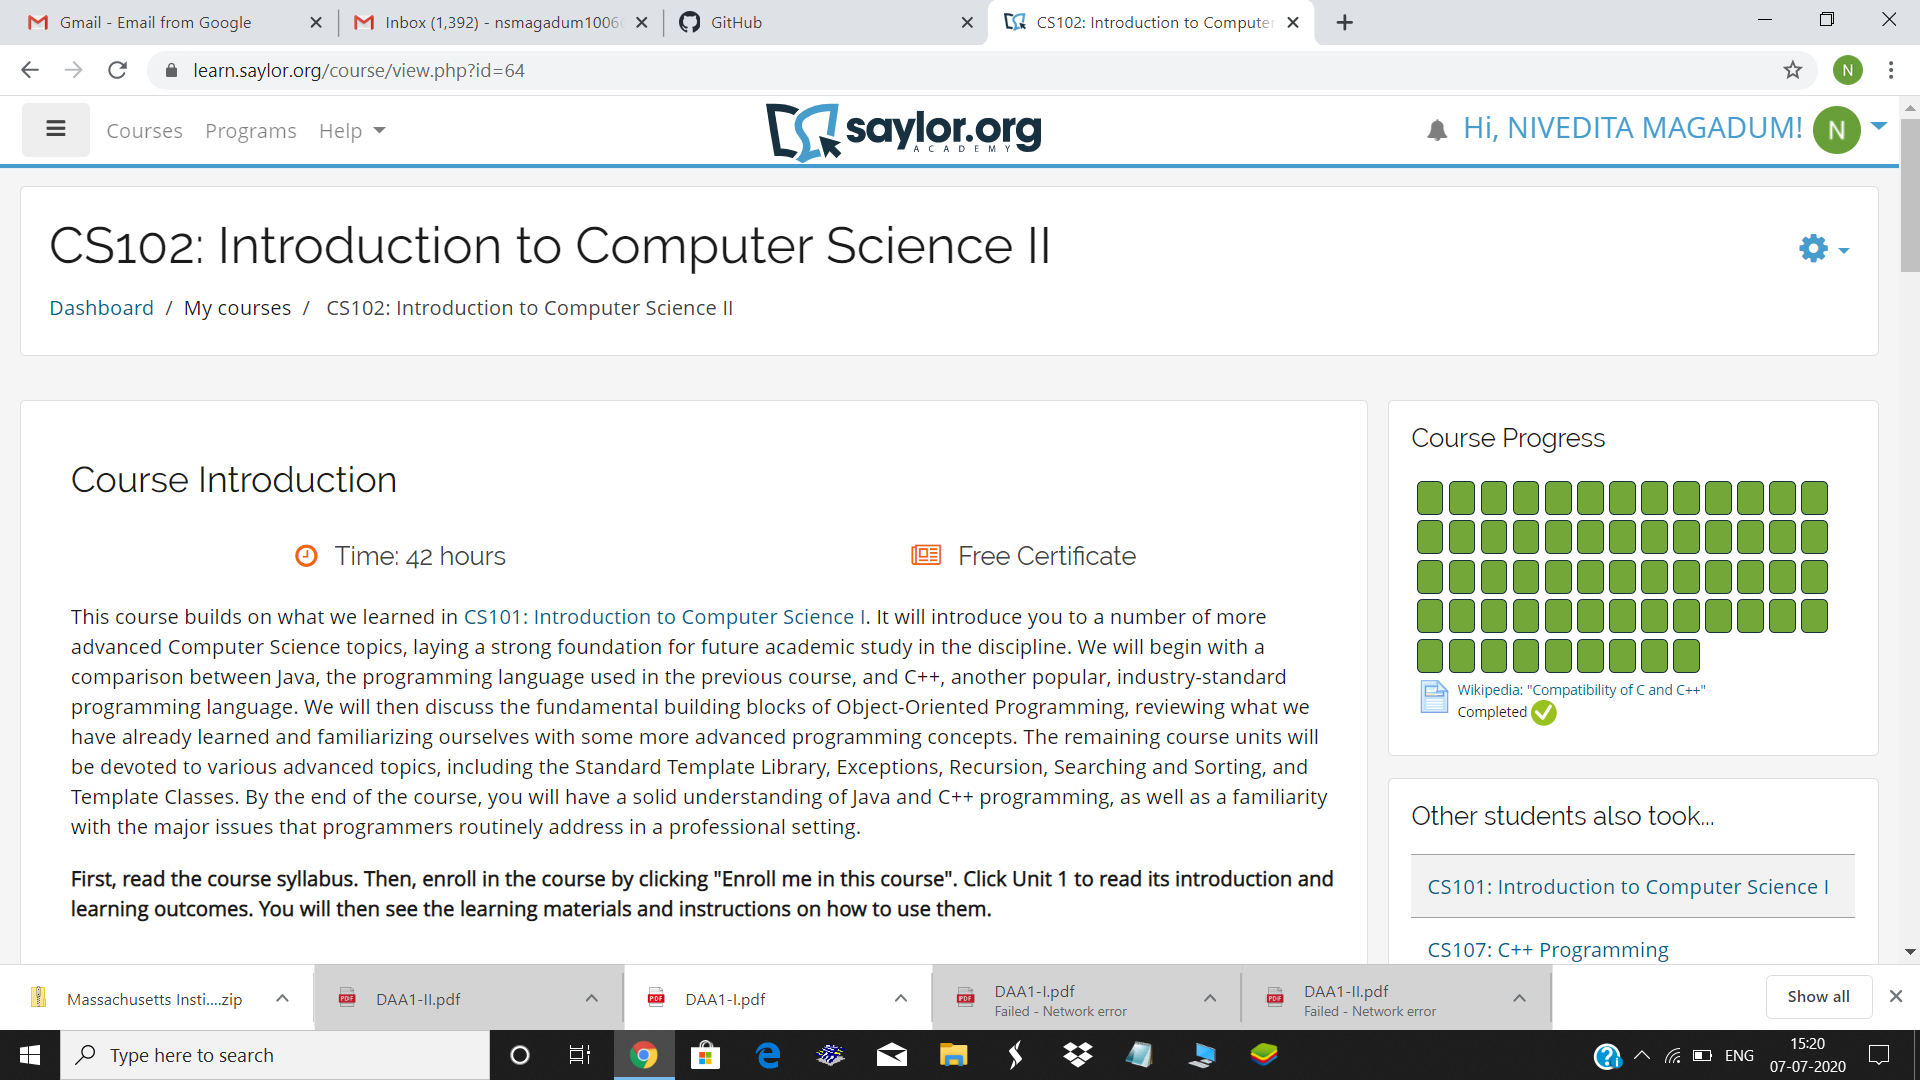 Gmail - Email from Google
Inbox (1,392) - nsmagadum1006
GitHub
CS102: Introduction to Computer
learn.saylor.org/course/view.php?id=64
N
Courses
Programs
Help
saylor.org
ACADEMY
Hi, NIVEDITA MAGADUM!
N
CS102: Introduction to Computer Science II
Dashboard / My courses / CS102: Introduction to Computer Science II
Course Introduction
Time: 42 hours
Free Certificate
This course builds on what we learned in CS101: Introduction to Computer Science I. It will introduce you to a number of more
advanced Computer Science topics, laying a strong foundation for future academic study in the discipline. We will begin with a
comparison between Java, the programming language used in the previous course, and C++, another popular, industry-standard
programming language. We will then discuss the fundamental building blocks of Object-Oriented Programming, reviewing what we
have already learned and familiarizing ourselves with some more advanced programming concepts. The remaining course units will
be devoted to various advanced topics, including the Standard Template Library, Exceptions, Recursion, Searching and Sorting, and
Template Classes. By the end of the course, you will have a solid understanding of Java and C++ programming, as well as a familiarity
with the major issues that programmers routinely address in a professional setting.
First, read the course syllabus. Then, enroll in the course by clicking "Enroll me in this course". Click Unit 1 to read its introduction and
learning outcomes. You will then see the learning materials and instructions on how to use them.
Course Progress
Wikipedia: "Compatibility of C and C++"
Completed
Other students also took...
CS101: Introduction to Computer Science I
CS107: C++ Programming
Massachusetts Insti....zip
PDF
DAA1-II.pdf
PDF
DAA1-I.pdf
PDF
DAA1-I.pdf
Failed - Network error
PDF
DAA1-II.pdf
Failed - Network error
Show all
Type here to search
ENG
15:20
07-07-2020